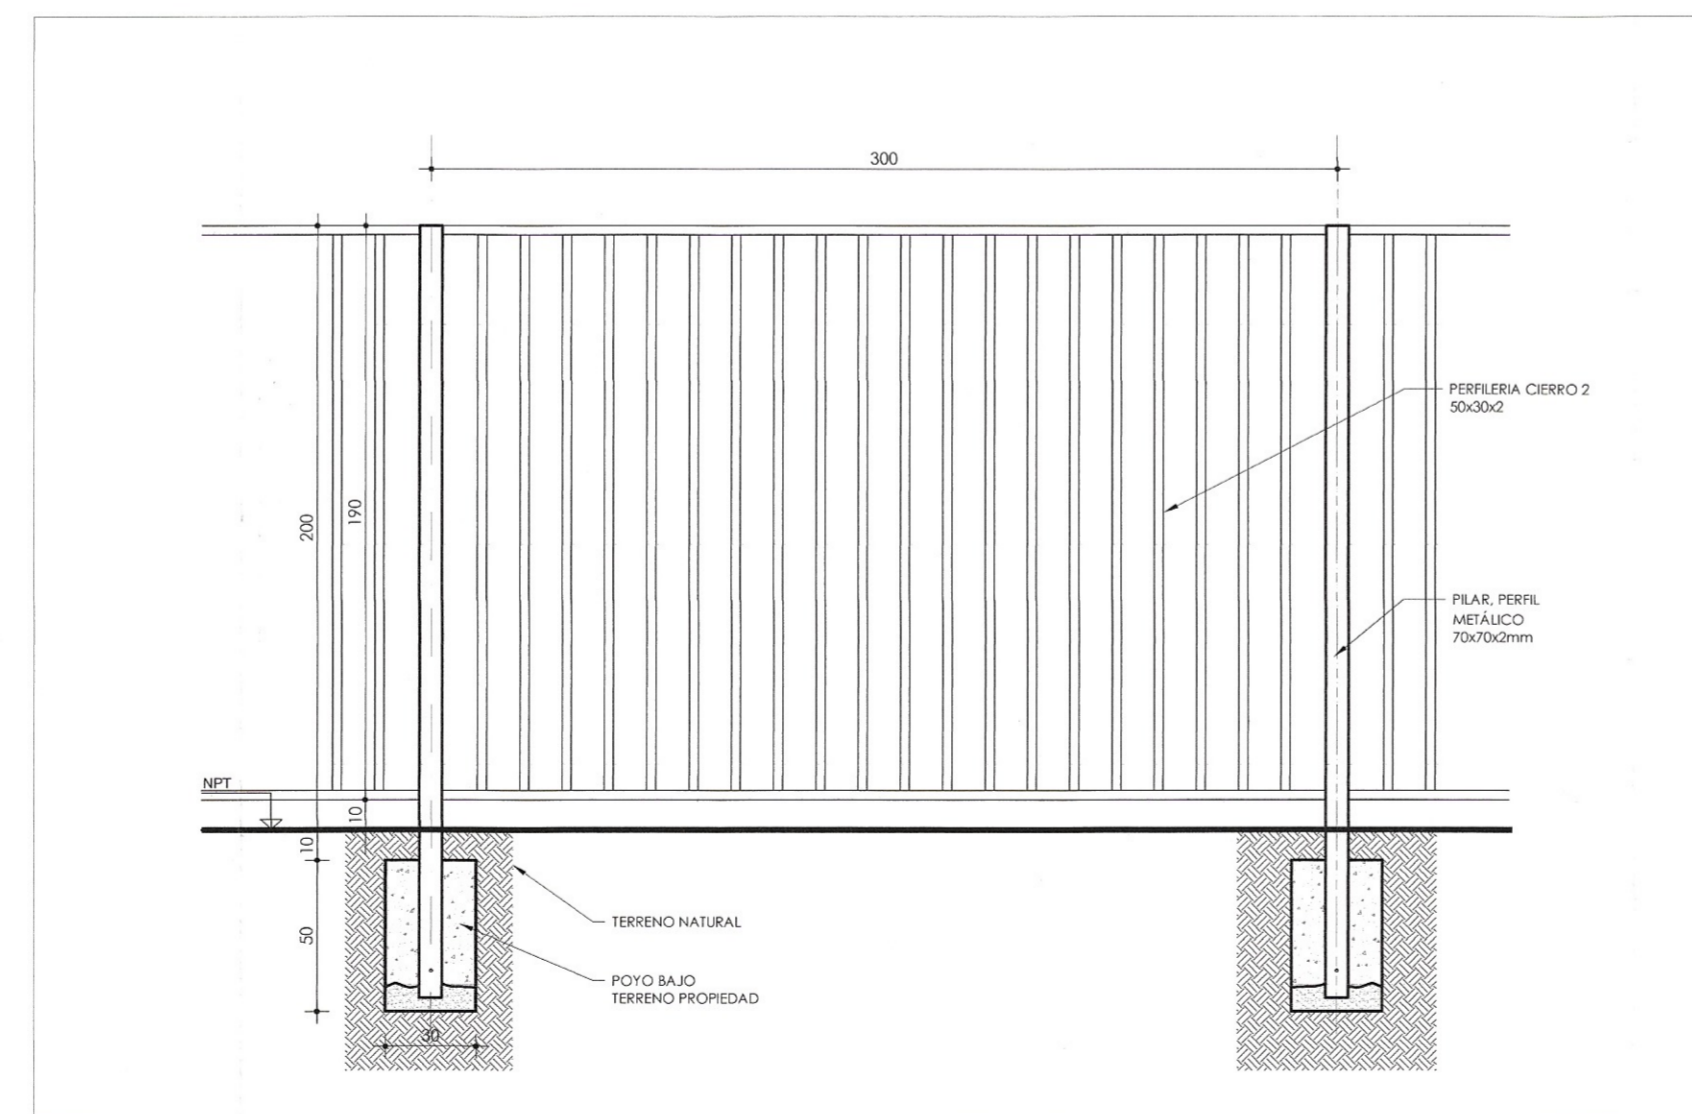 300
PERFILERIA CIERRO 2
50x30x2
200
190
PILAR, PERFIL
METÁLICO
70x70x2mm
NPT
10
10
TERRENO NATURAL
50
POYO BAJO
TERRENO PROPIEDAD
30